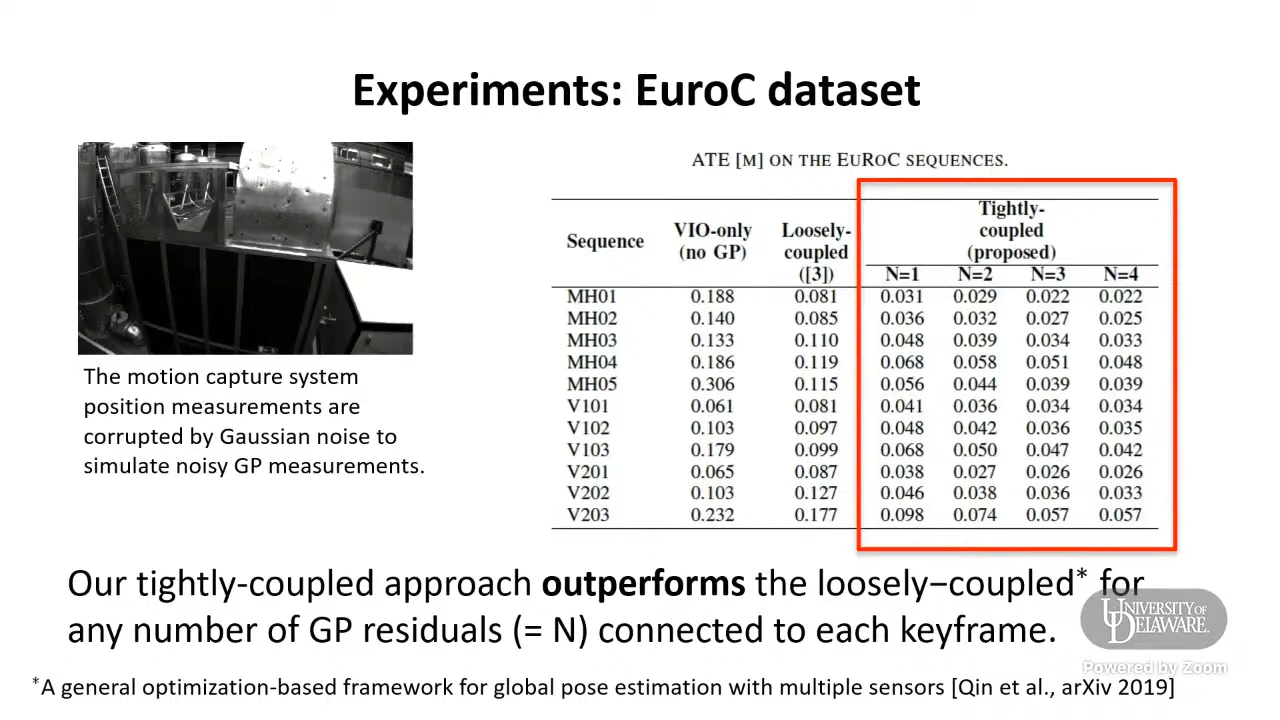 Experiments: EuroC dataset
The motion capture system
position measurements are
corrupted by Gaussian noise to
simulate noisy GP measurements.
ATE [M] ON THE EUROC SEQUENCES.
Sequence VIO-only (no GP) Loosely-coupled ([3]) Tightly-coupled (proposed)
N=1 N=2 N=3 N=4
MH01 0.188 0.081 0.031 0.029 0.022 0.022
MH02 0.140 0.085 0.036 0.032 0.027 0.025
MH03 0.133 0.110 0.048 0.039 0.034 0.033
MH04 0.186 0.119 0.068 0.058 0.051 0.048
MH05 0.306 0.115 0.056 0.044 0.039 0.039
V101 0.061 0.081 0.041 0.036 0.034 0.034
V102 0.103 0.097 0.048 0.042 0.036 0.035
V103 0.179 0.099 0.068 0.050 0.047 0.042
V201 0.065 0.087 0.038 0.027 0.026 0.026
V202 0.103 0.127 0.046 0.038 0.036 0.033
V203 0.232 0.177 0.098 0.074 0.057 0.057
Our tightly-coupled approach outperforms the loosely−coupled* for
any number of GP residuals (= N) connected to each keyframe.
UNIVERSITY OF
DELAWARE.
Powered by Zoom
*A general optimization-based framework for global pose estimation with multiple sensors [Qin et al., arXiv 2019]